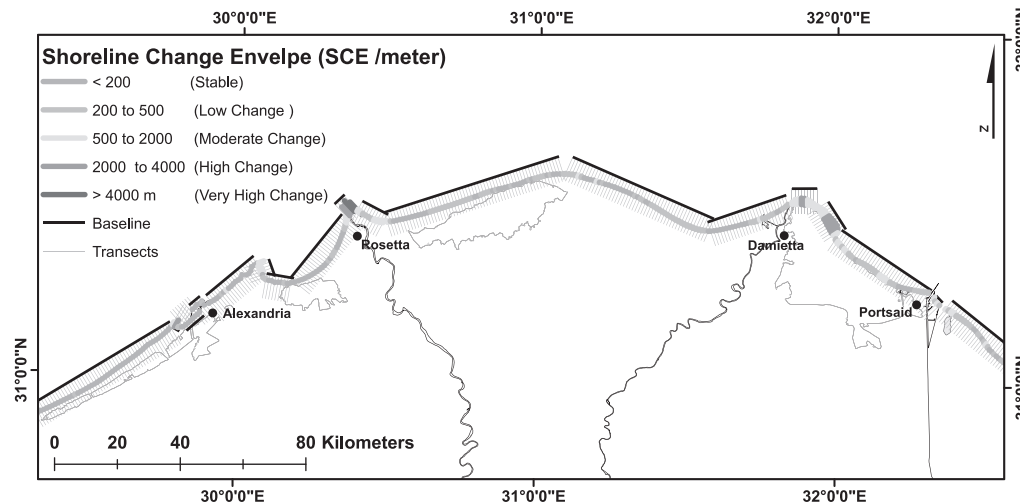 30°0'0"E 31°0'0"E 32°0'0"E
Shoreline Change Envelpe (SCE /meter)
< 200 (Stable)
200 to 500 (Low Change )
500 to 2000 (Moderate Change)
2000 to 4000 (High Change)
> 4000 m (Very High Change)
Baseline
Transects
N
Rosetta
Damietta
Alexandria
Portsaid
31°0'0"N
0 20 40 80 Kilometers
30°0'0"E 31°0'0"E 32°0'0"E